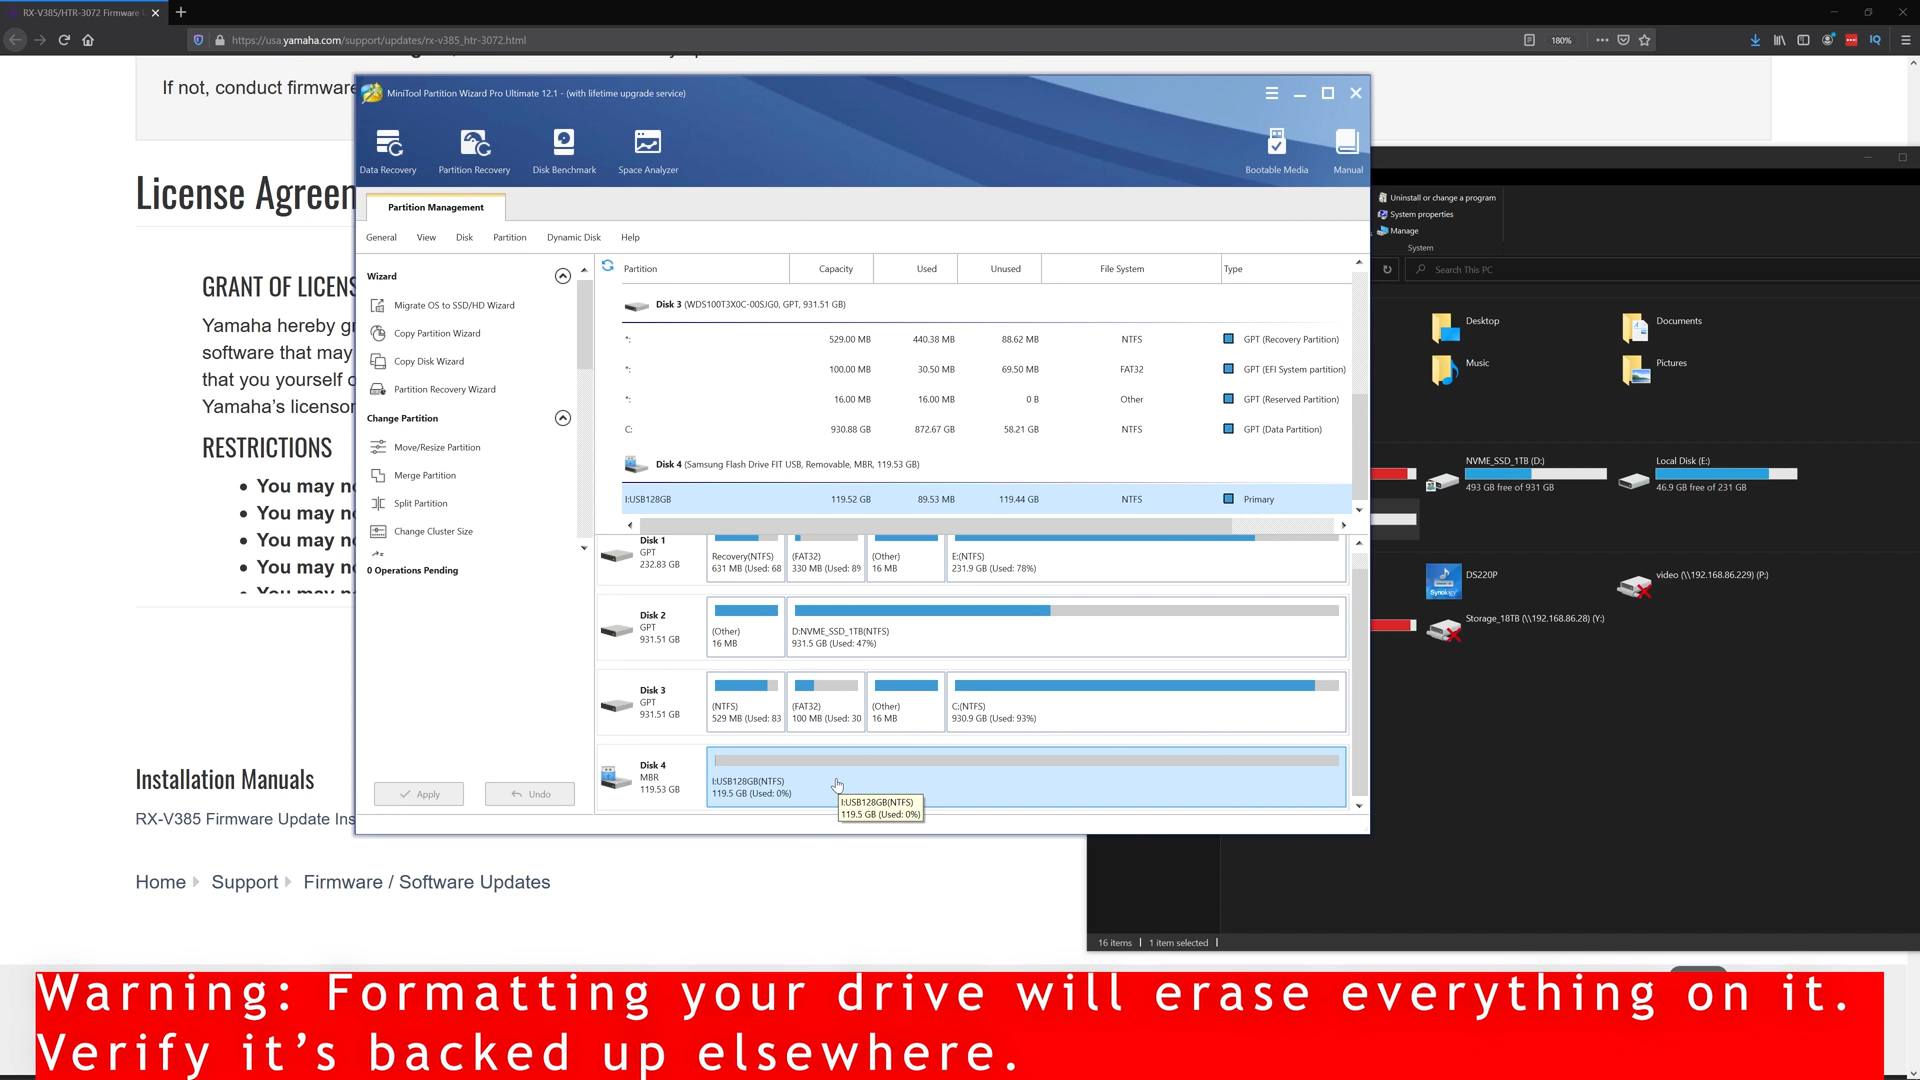 RX-V385/HTR-3072 Firmware
https://usa.yamaha.com/support/updates/rx-v385_htr-3072.html
180%
If not, conduct firmware
License Agreen
GRANT OF LICENS
Yamaha hereby gr
software that may
that you yourself o
Yamaha's licensor
RESTRICTIONS
You may no
You may no
You may no
You may no
You may no
Installation Manuals
RX-V385 Firmware Update Ins
Home Support Firmware / Software Updates
MiniTool Partition Wizard Pro Ultimate 12.1 - (with lifetime upgrade service)
Data Recovery Partition Recovery Disk Benchmark Space Analyzer Bootable Media Manual
Partition Management
General View Disk Partition Dynamic Disk Help
Wizard
Migrate OS to SSD/HD Wizard
Copy Partition Wizard
Copy Disk Wizard
Partition Recovery Wizard
Change Partition
Move/Resize Partition
Merge Partition
Split Partition
Change Cluster Size
0 Operations Pending
Apply Undo
Partition Capacity Used Unused File System Type
Disk 3 (WDS100T3X0C-00SJG0, GPT, 931.51 GB)
*: 529.00 MB 440.38 MB 88.62 MB NTFS GPT (Recovery Partition)
*: 100.00 MB 30.50 MB 69.50 MB FAT32 GPT (EFI System partition)
*: 16.00 MB 16.00 MB 0 B Other GPT (Reserved Partition)
C: 930.88 GB 872.67 GB 58.21 GB NTFS GPT (Data Partition)
Disk 4 (Samsung Flash Drive FIT USB, Removable, MBR, 119.53 GB)
I:USB128GB 119.52 GB 89.53 MB 119.44 GB NTFS Primary
Disk 1
GPT
232.83 GB
Recovery(NTFS)
631 MB (Used: 68
(FAT32)
330 MB (Used: 89
(Other)
16 MB
E:(NTFS)
231.9 GB (Used: 78%)
Disk 2
GPT
931.51 GB
(Other)
16 MB
D:NVME_SSD_1TB(NTFS)
931.5 GB (Used: 47%)
Disk 3
GPT
931.51 GB
(NTFS)
529 MB (Used: 83
(FAT32)
100 MB (Used: 30
(Other)
16 MB
C:(NTFS)
930.9 GB (Used: 93%)
Disk 4
MBR
119.53 GB
I:USB128GB(NTFS)
119.5 GB (Used: 0%)
I:USB128GB(NTFS)
119.5 GB (Used: 0%)
Uninstall or change a program
System properties
Manage
System
Search This PC
Desktop Documents
Music Pictures
NVME_SSD_1TB (D:)
493 GB free of 931 GB
Local Disk (E:)
46.9 GB free of 231 GB
Synology
DS220P
video (\\192.168.86.229) (P:)
Storage_18TB (\\192.168.86.28) (Y:)
16 items 1 item selected
Warning: Formatting your drive will erase everything on it.
Verify it's backed up elsewhere.